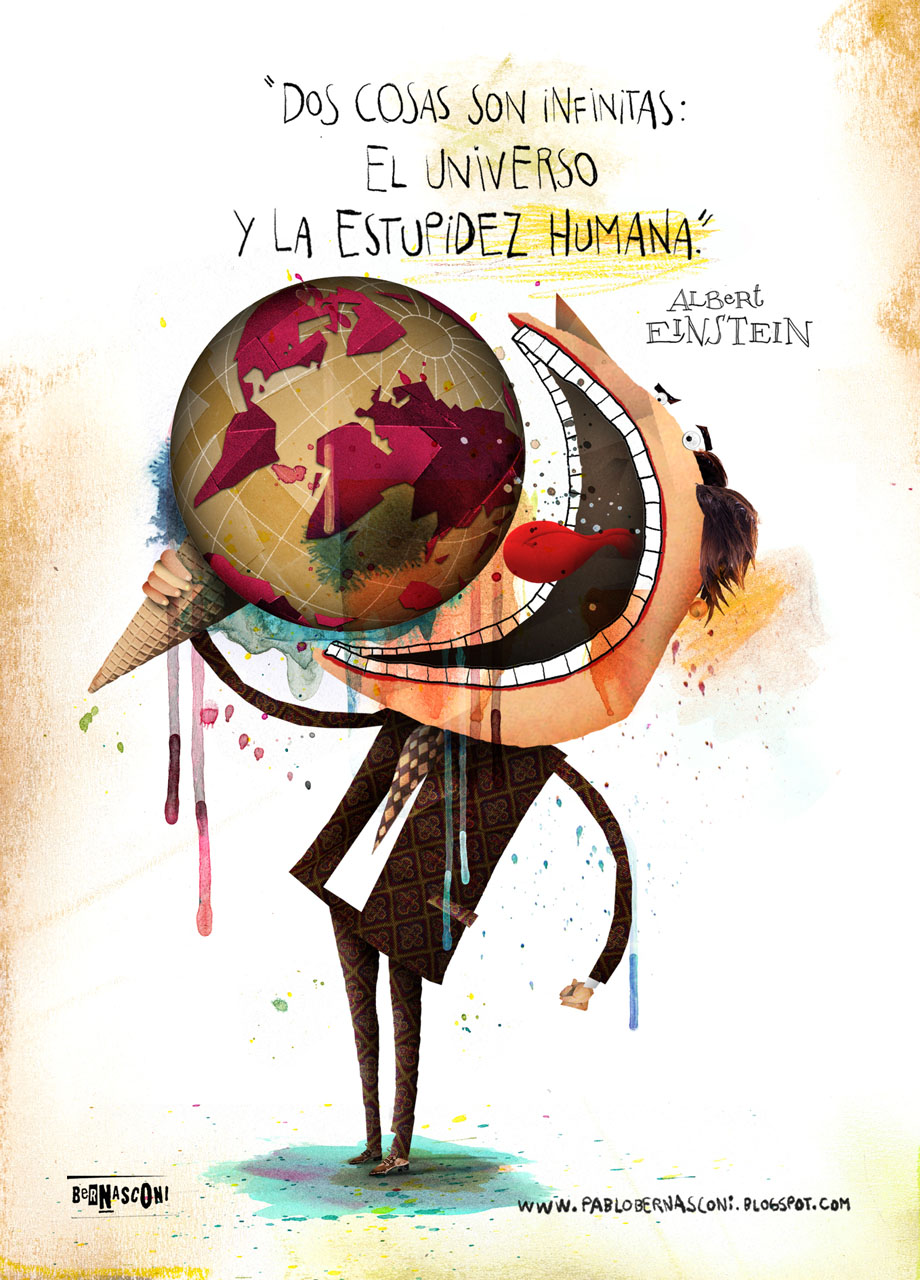 "DOS COSAS SON iNFiNiTAS:
EL UNiVERSO
Y LA ESTUPiDEZ HUMANA."
ALBeRt
EINSTEIN
BeRNASCONi
WWW.PABLOBERNASCONi.BLOGSPOT.COM